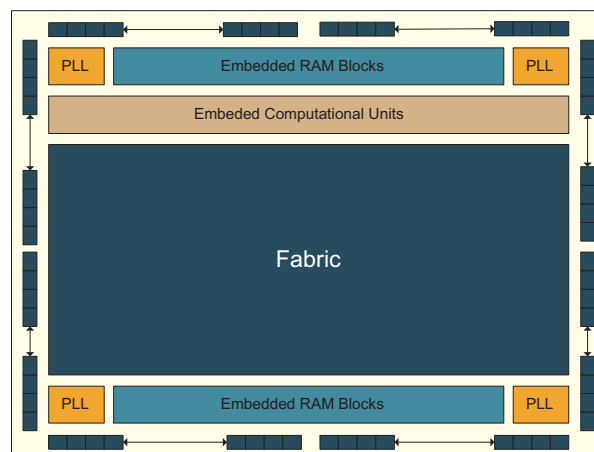 PLL
Embedded RAM Blocks
PLL
Embeded Computational Units
Fabric
PLL
Embedded RAM Blocks
PLL